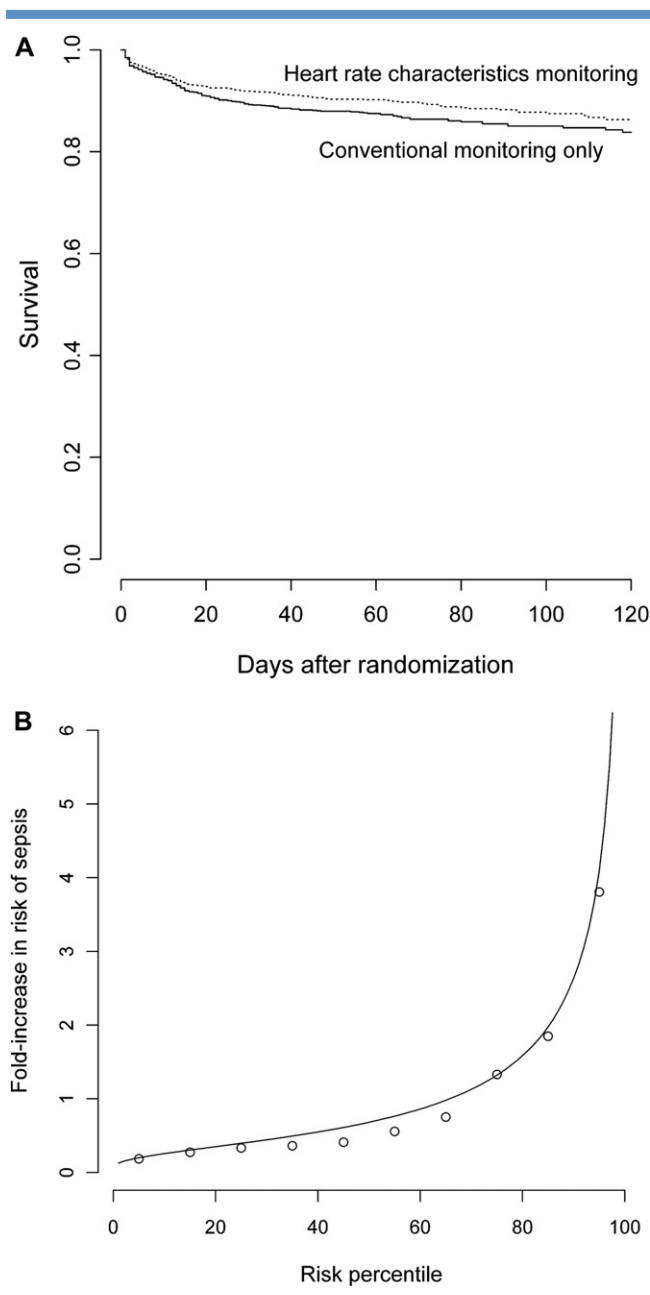 A
1.0
0.8
0.6
0.4
0.2
0.0
Survival
Heart rate characteristics monitoring
Conventional monitoring only
0 20 40 60 80 100 120
Days after randomization
B
6
5
4
3
2
1
0
Fold-increase in risk of sepsis
0 20 40 60 80 100
Risk percentile